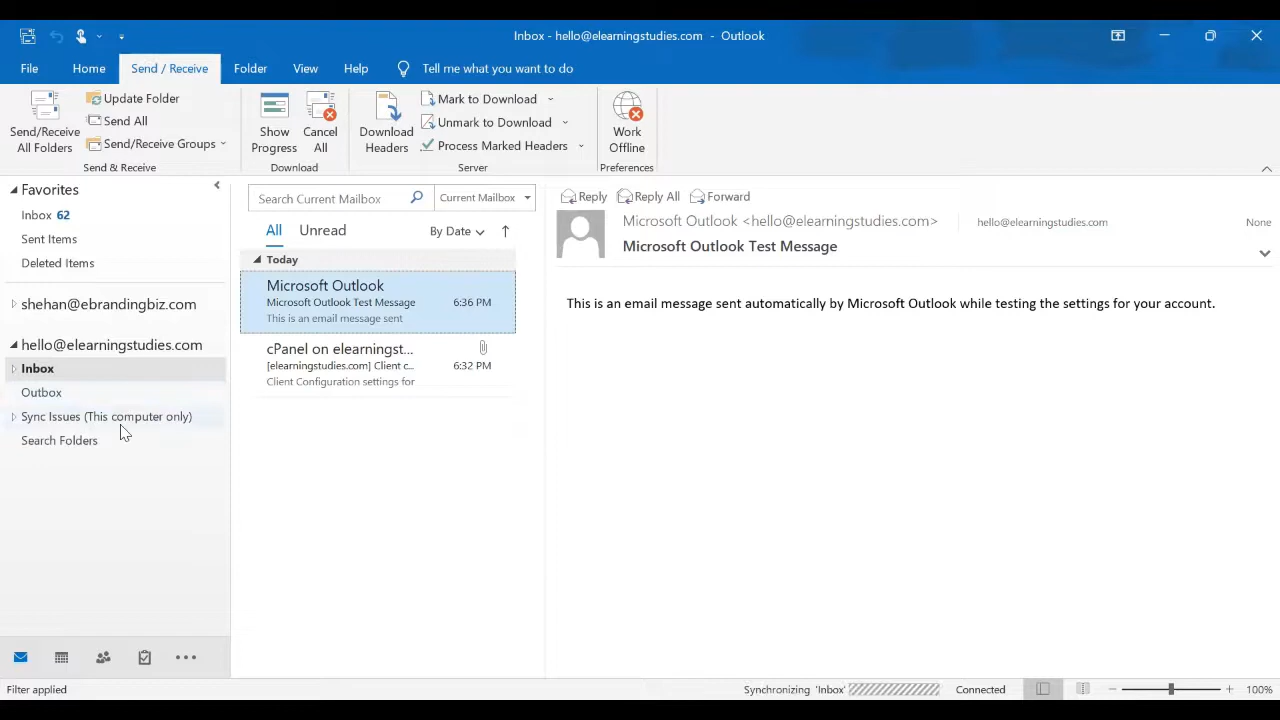 Inbox - hello@elearningstudies.com - Outlook
File Home Send / Receive Folder View Help Tell me what you want to do
Send/Receive All Folders
Update Folder
Send All
Send/Receive Groups
Send & Receive
Show Progress
Cancel All
Download
Download Headers
Mark to Download
Unmark to Download
Process Marked Headers
Server
Work Offline
Preferences
Favorites
Inbox 62
Sent Items
Deleted Items
shehan@ebrandingbiz.com
hello@elearningstudies.com
Inbox
Outbox
Sync Issues (This computer only)
Search Folders
Search Current Mailbox Current Mailbox
All Unread By Date
Today
Microsoft Outlook
Microsoft Outlook Test Message 6:36 PM
This is an email message sent
cPanel on elearningst...
[elearningstudies.com] Client c... 6:32 PM
Client Configuration settings for
Reply Reply All Forward
Microsoft Outlook <hello@elearningstudies.com> hello@elearningstudies.com None
Microsoft Outlook Test Message
This is an email message sent automatically by Microsoft Outlook while testing the settings for your account.
Filter applied Synchronizing 'Inbox' Connected 100%